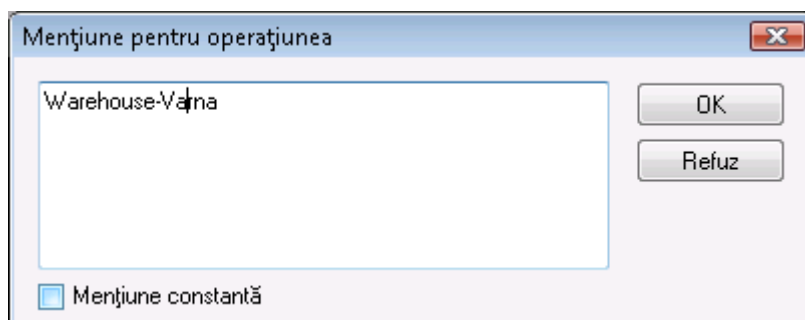 Menţiune pentru operaţiunea
Warehouse-Varna
OK
Refuz
Menţiune constantă